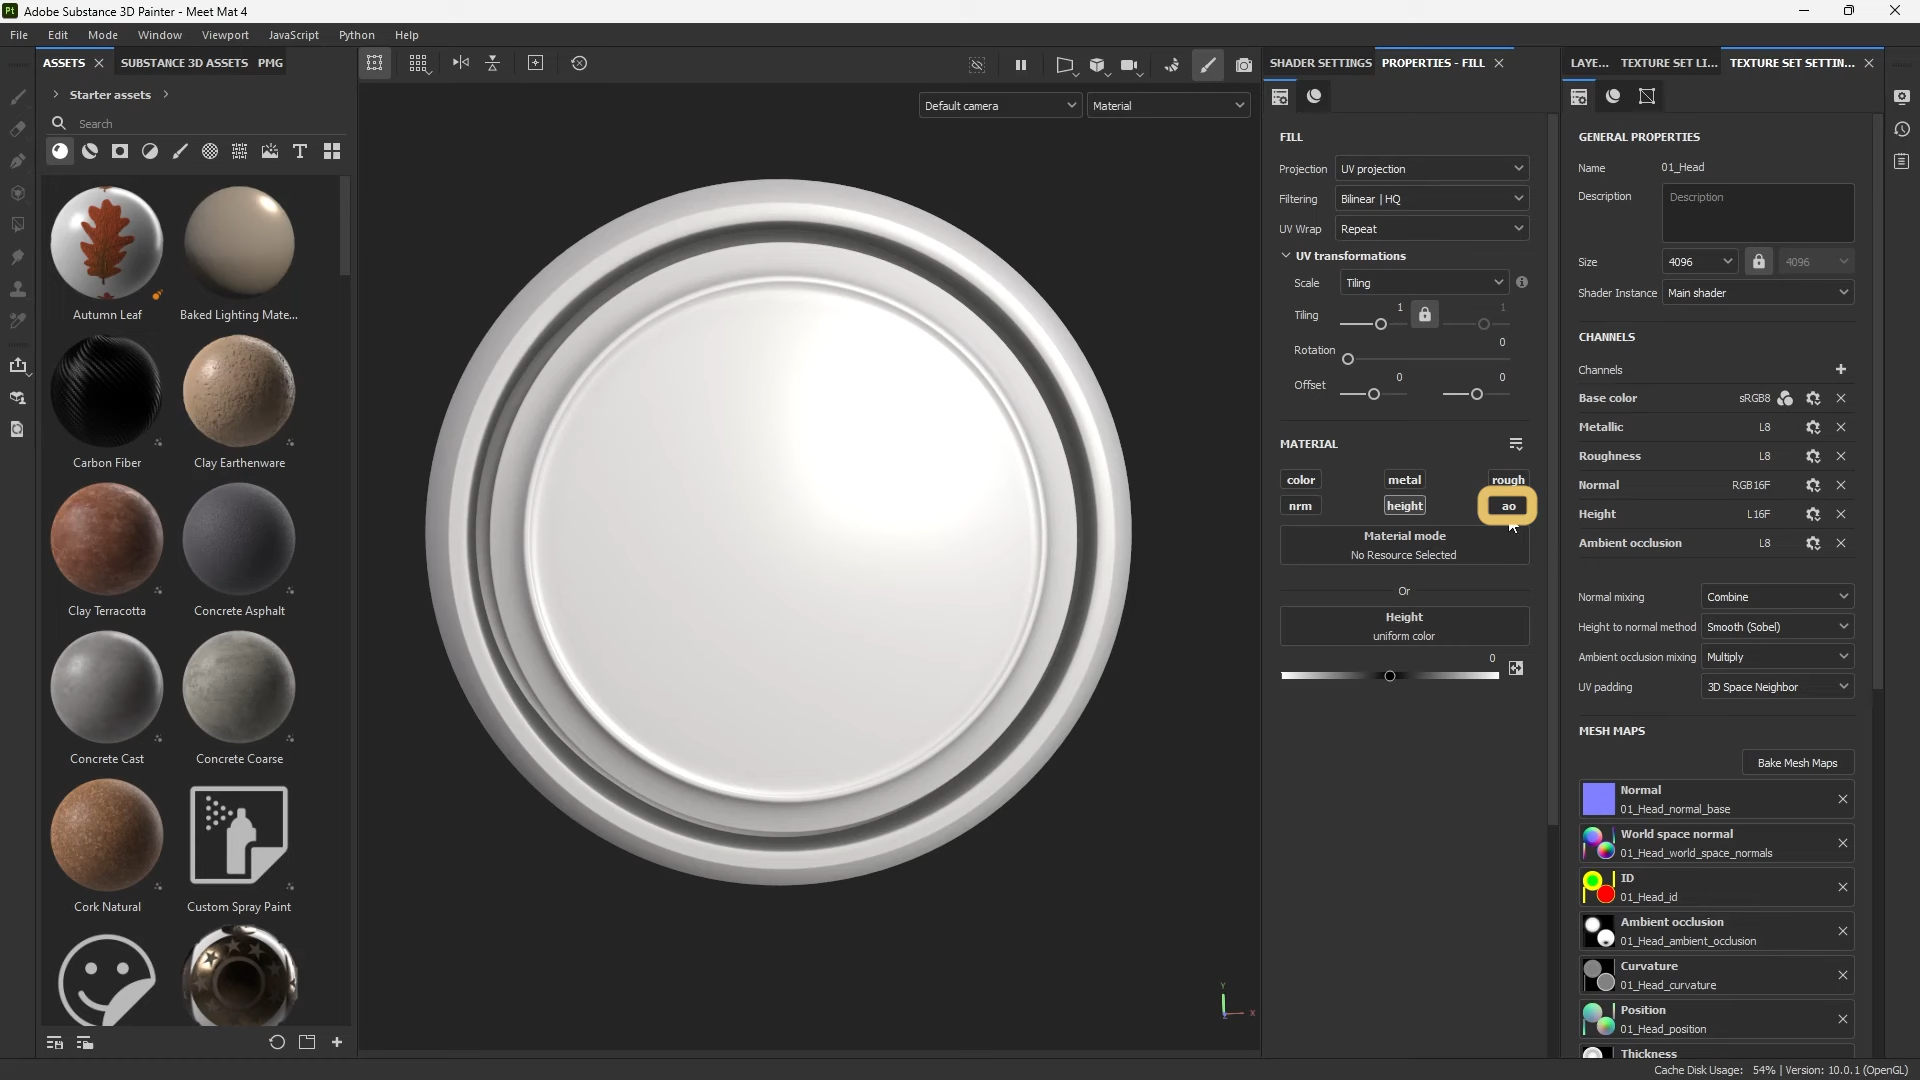 Pt Adobe Substance 3D Painter - Meet Mat 4
File Edit Mode Window Viewport JavaScript Python Help
ASSETS SUBSTANCE 3D ASSETS PMG
Starter assets
Search
Autumn Leaf
Baked Lighting Mate...
Carbon Fiber
Clay Earthenware
Clay Terracotta
Concrete Asphalt
Concrete Cast
Concrete Coarse
Cork Natural
Custom Spray Paint
Default camera
Material
Y
X
SHADER SETTINGS PROPERTIES - FILL
FILL
Projection UV projection
Filtering Bilinear | HQ
UV Wrap Repeat
UV transformations
Scale Tiling
Tiling 1 1
Rotation 0
Offset 0 0
MATERIAL
color metal rough
nrm height ao
Material mode
No Resource Selected
Or
Height
uniform color
0
LAYE... TEXTURE SET LI... TEXTURE SET SETTIN...
GENERAL PROPERTIES
Name 01_Head
Description Description
Size 4096 4096
Shader Instance Main shader
CHANNELS
Channels
Base color sRGB8
Metallic L8
Roughness L8
Normal RGB16F
Height L16F
Ambient occlusion L8
Normal mixing Combine
Height to normal method Smooth (Sobel)
Ambient occlusion mixing Multiply
UV padding 3D Space Neighbor
MESH MAPS
Bake Mesh Maps
Normal
01_Head_normal_base
World space normal
01_Head_world_space_normals
ID
01_Head_id
Ambient occlusion
01_Head_ambient_occlusion
Curvature
01_Head_curvature
Position
01_Head_position
Thickness
Cache Disk Usage: 54% | Version: 10.0.1 (OpenGL)